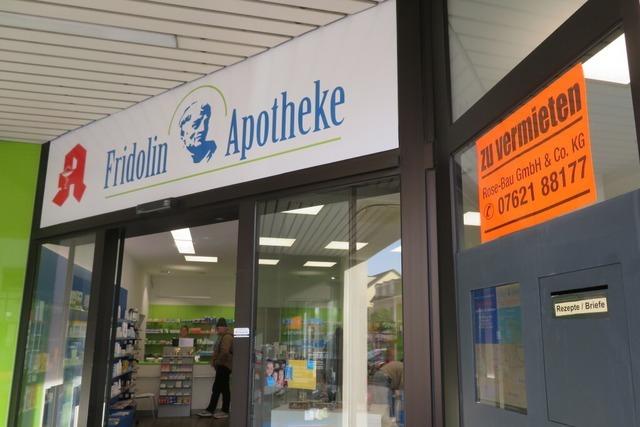 Fridolin Apotheke
zu vermieten
Rose-Bau GmbH & Co. KG
07621 88177
Rezepte / Briefe